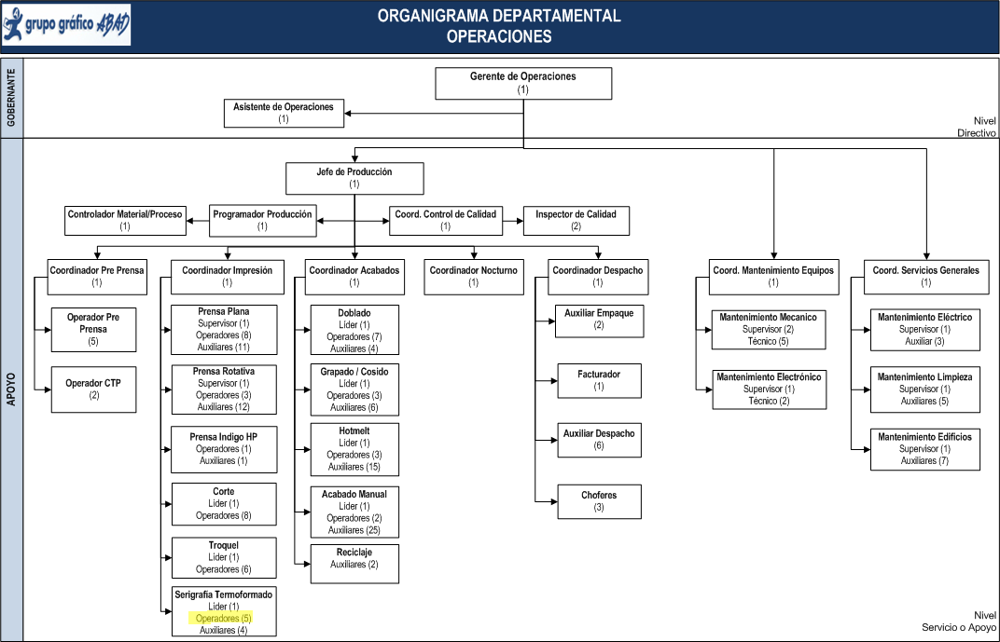 grupo gráfico ABAD
ORGANIGRAMA DEPARTAMENTAL
OPERACIONES
GOBERNANTE
Gerente de Operaciones
(1)
Asistente de Operaciones
(1)
Nivel
Directivo
APOYO
Jefe de Producción
(1)
Controlador Material/Proceso
(1)
Programador Producción
(1)
Coord. Control de Calidad
(1)
Inspector de Calidad
(2)
Coordinador Pre Prensa
(1)
Coordinador Impresión
(1)
Coordinador Acabados
(1)
Coordinador Nocturno
(1)
Coordinador Despacho
(1)
Coord. Mantenimiento Equipos
(1)
Coord. Servicios Generales
(1)
Operador Pre
Prensa
(5)
Operador CTP
(2)
Prensa Plana
Supervisor (1)
Operadores (8)
Auxiliares (11)
Prensa Rotativa
Supervisor (1)
Operadores (3)
Auxiliares (12)
Prensa Indigo HP
Operadores (1)
Auxiliares (1)
Corte
Líder (1)
Operadores (8)
Troquel
Líder (1)
Operadores (6)
Serigrafía Termoformado
Líder (1)
Operadores (5)
Auxiliares (4)
Doblado
Líder (1)
Operadores (7)
Auxiliares (4)
Grapado / Cosido
Líder (1)
Operadores (3)
Auxiliares (6)
Hotmelt
Líder (1)
Operadores (3)
Auxiliares (15)
Acabado Manual
Líder (1)
Operadores (2)
Auxiliares (25)
Reciclaje
Auxiliares (2)
Auxiliar Empaque
(2)
Facturador
(1)
Auxiliar Despacho
(6)
Choferes
(3)
Mantenimiento Mecanico
Supervisor (2)
Técnico (5)
Mantenimiento Electrónico
Supervisor (1)
Técnico (2)
Mantenimiento Eléctrico
Supervisor (1)
Auxiliar (3)
Mantenimiento Limpieza
Supervisor (1)
Auxiliares (5)
Mantenimiento Edificios
Supervisor (1)
Auxiliares (7)
Nivel
Servicio o Apoyo